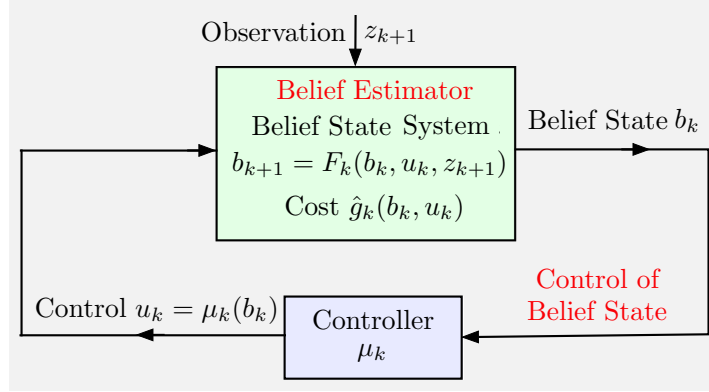 Observation z_{k+1}
Belief Estimator
Belief State System
b_{k+1} = F_k(b_k, u_k, z_{k+1})
Cost ĝ_k(b_k, u_k)
Belief State b_k
Control of
Belief State
Control u_k = μ_k(b_k)
Controller
μ_k